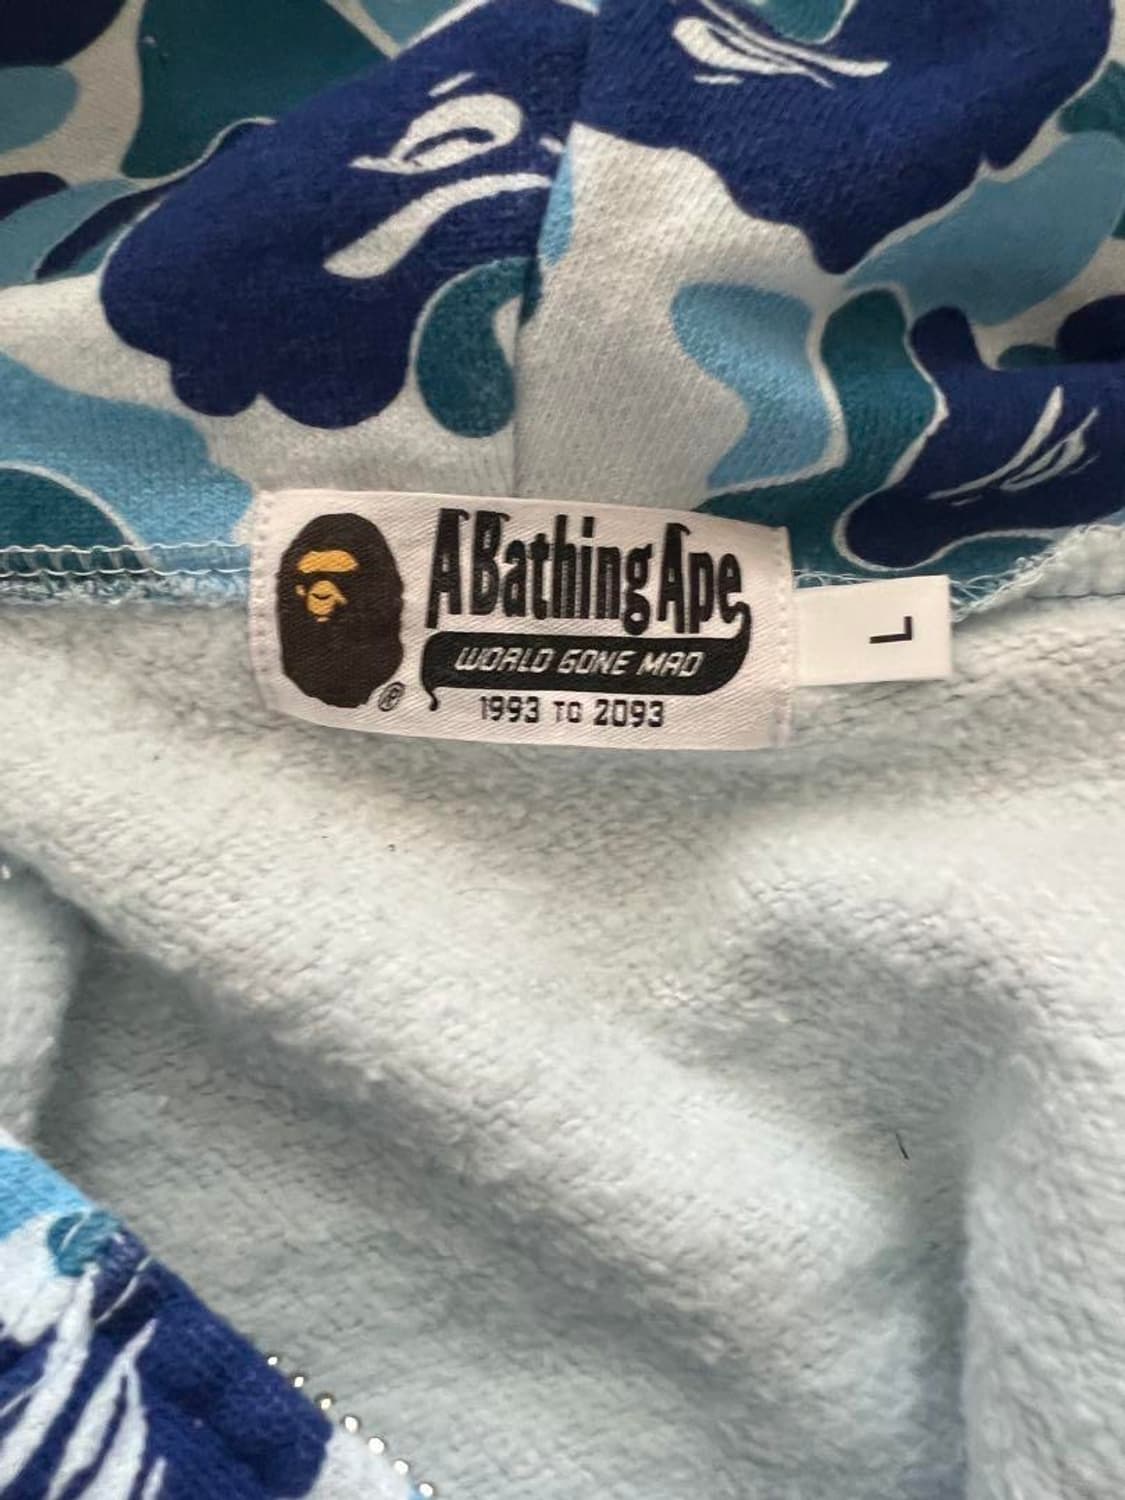 A Bathing Ape
WORLD GONE MAD
®
1993 TO 2093
L